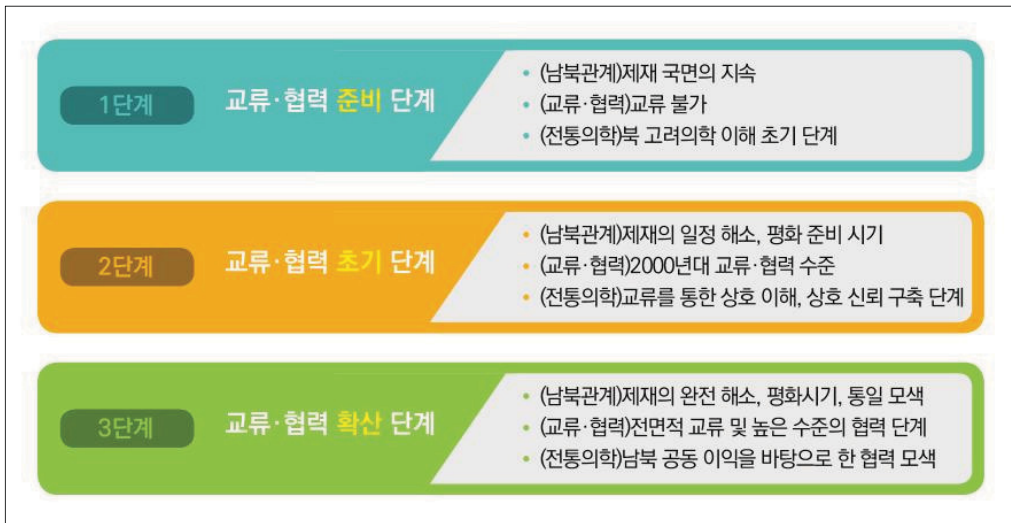 1단계
교류·협력 준비 단계
• (남북관계)제재 국면의 지속
• (교류·협력)교류 불가
• (전통의학)북 고려의학 이해 초기 단계
2단계
교류·협력 초기 단계
• (남북관계)제재의 일정 해소, 평화 준비 시기
• (교류·협력)2000년대 교류·협력 수준
• (전통의학)교류를 통한 상호 이해, 상호 신뢰 구축 단계
3단계
교류·협력 확산 단계
• (남북관계)제재의 완전 해소, 평화시기, 통일 모색
• (교류·협력)전면적 교류 및 높은 수준의 협력 단계
• (전통의학)남북 공동 이익을 바탕으로 한 협력 모색